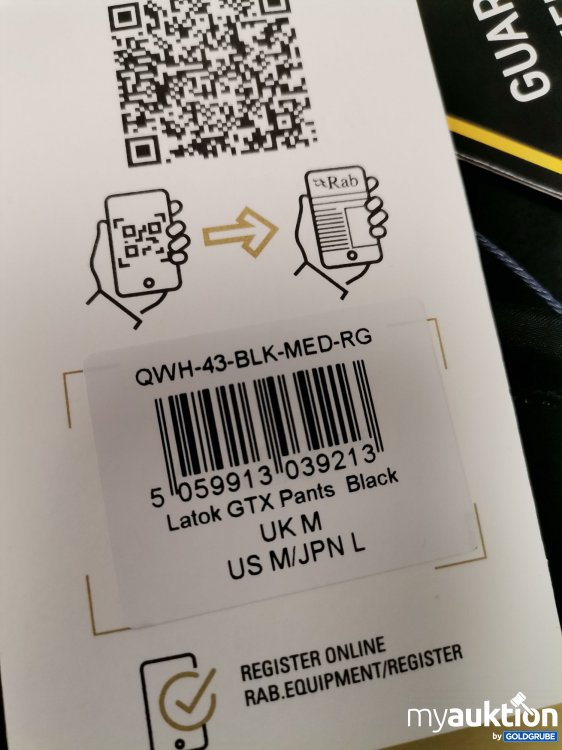 GUAR
Rab
QWH-43-BLK-MED-RG
5 059913 039213
Latok GTX Pants Black
UK M
US M/JPN L
REGISTER ONLINE
RAB.EQUIPMENT/REGISTER
myauktion
by GOLDGRUBE